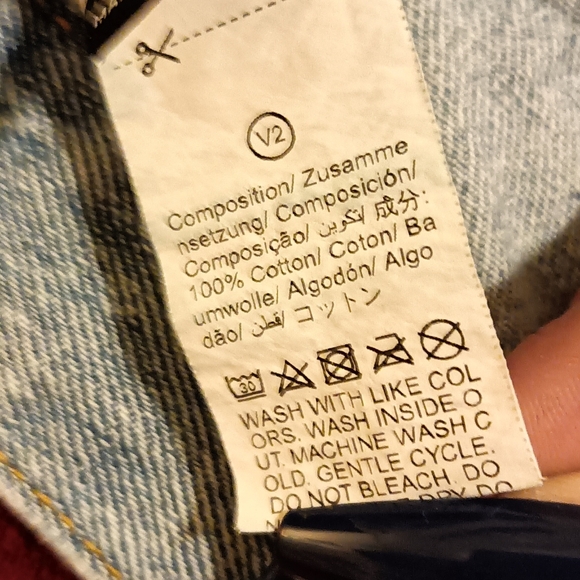 V2
Composition/ Zusamme
nsetzung/ Composición/
Composição/ تكوين/ 成分:
100% Cotton/ Coton/ Ba
umwolle/ Algodón/ Algo
dão/ قطن/ コットン
30
WASH WITH LIKE COL
ORS. WASH INSIDE O
UT. MACHINE WASH C
OLD. GENTLE CYCLE.
DO NOT BLEACH. DO
DRY. DO